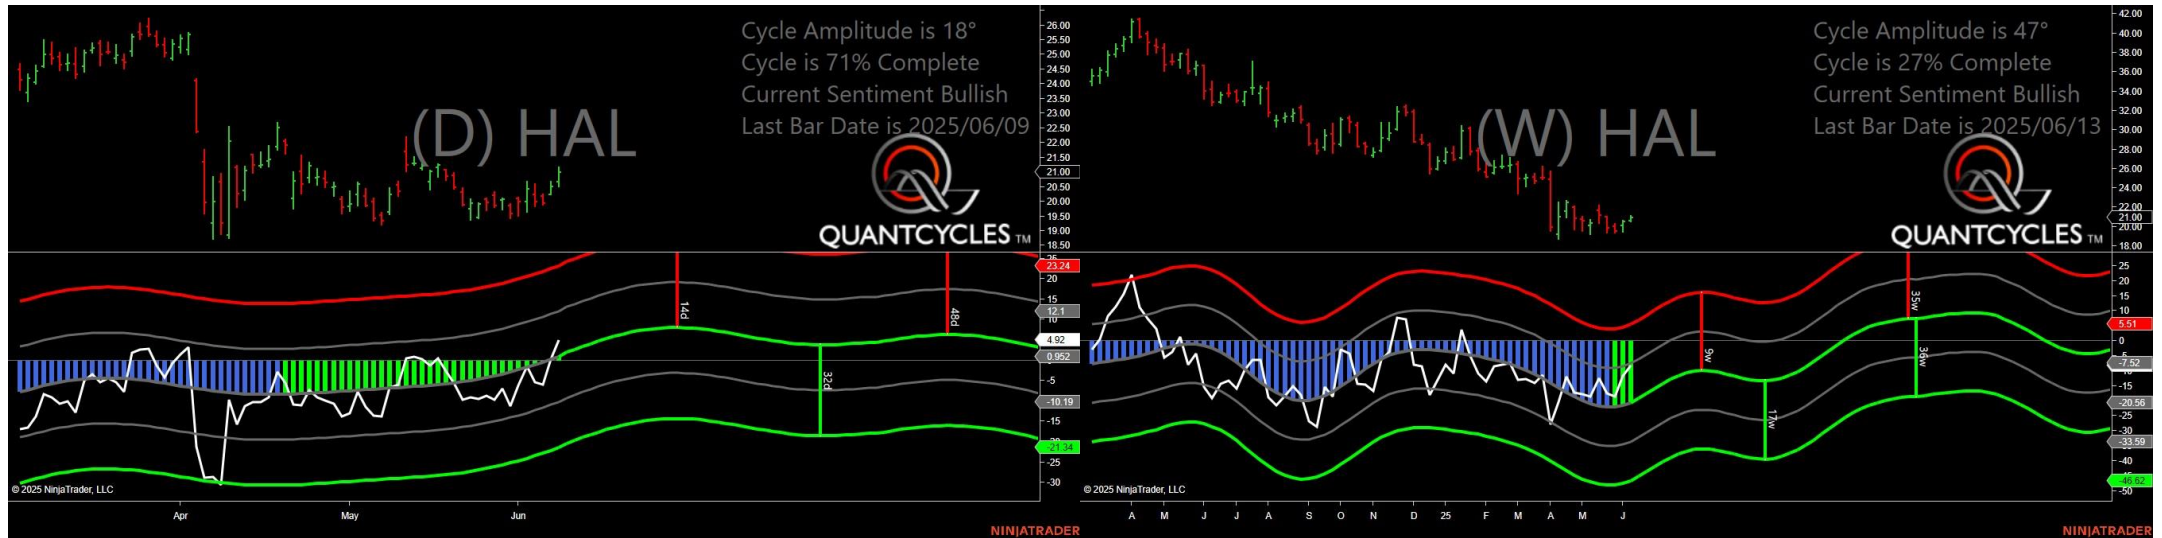 Cycle Amplitude is 18°
Cycle is 71% Complete
Current Sentiment Bullish
Last Bar Date is 2025/06/09
(D) HAL
QUANTCYCLES TM
26.00
25.50
25.00
24.50
24.00
23.50
23.00
22.50
22.00
21.50
21.00
20.50
20.00
19.50
19.00
18.50
23.24
20
15
12.1
10
4.92
0.952
-5
-10.19
-15
-21.34
-25
-30
14d
32d
48d
© 2025 NinjaTrader, LLC
Apr
May
Jun
NINJATRADER
Cycle Amplitude is 47°
Cycle is 27% Complete
Current Sentiment Bullish
Last Bar Date is 2025/06/13
(W) HAL
QUANTCYCLES TM
42.00
40.00
38.00
36.00
34.00
32.00
30.00
28.00
26.00
24.00
22.00
21.00
20.00
18.00
25
20
15
10
5.51
0
-7.52
-15
-20.56
-25
-30
-33.59
-40
-46.62
-50
9w
17w
35w
36w
© 2025 NinjaTrader, LLC
A
M
J
J
A
S
O
N
D
25
F
M
A
M
J
NINJATRADER